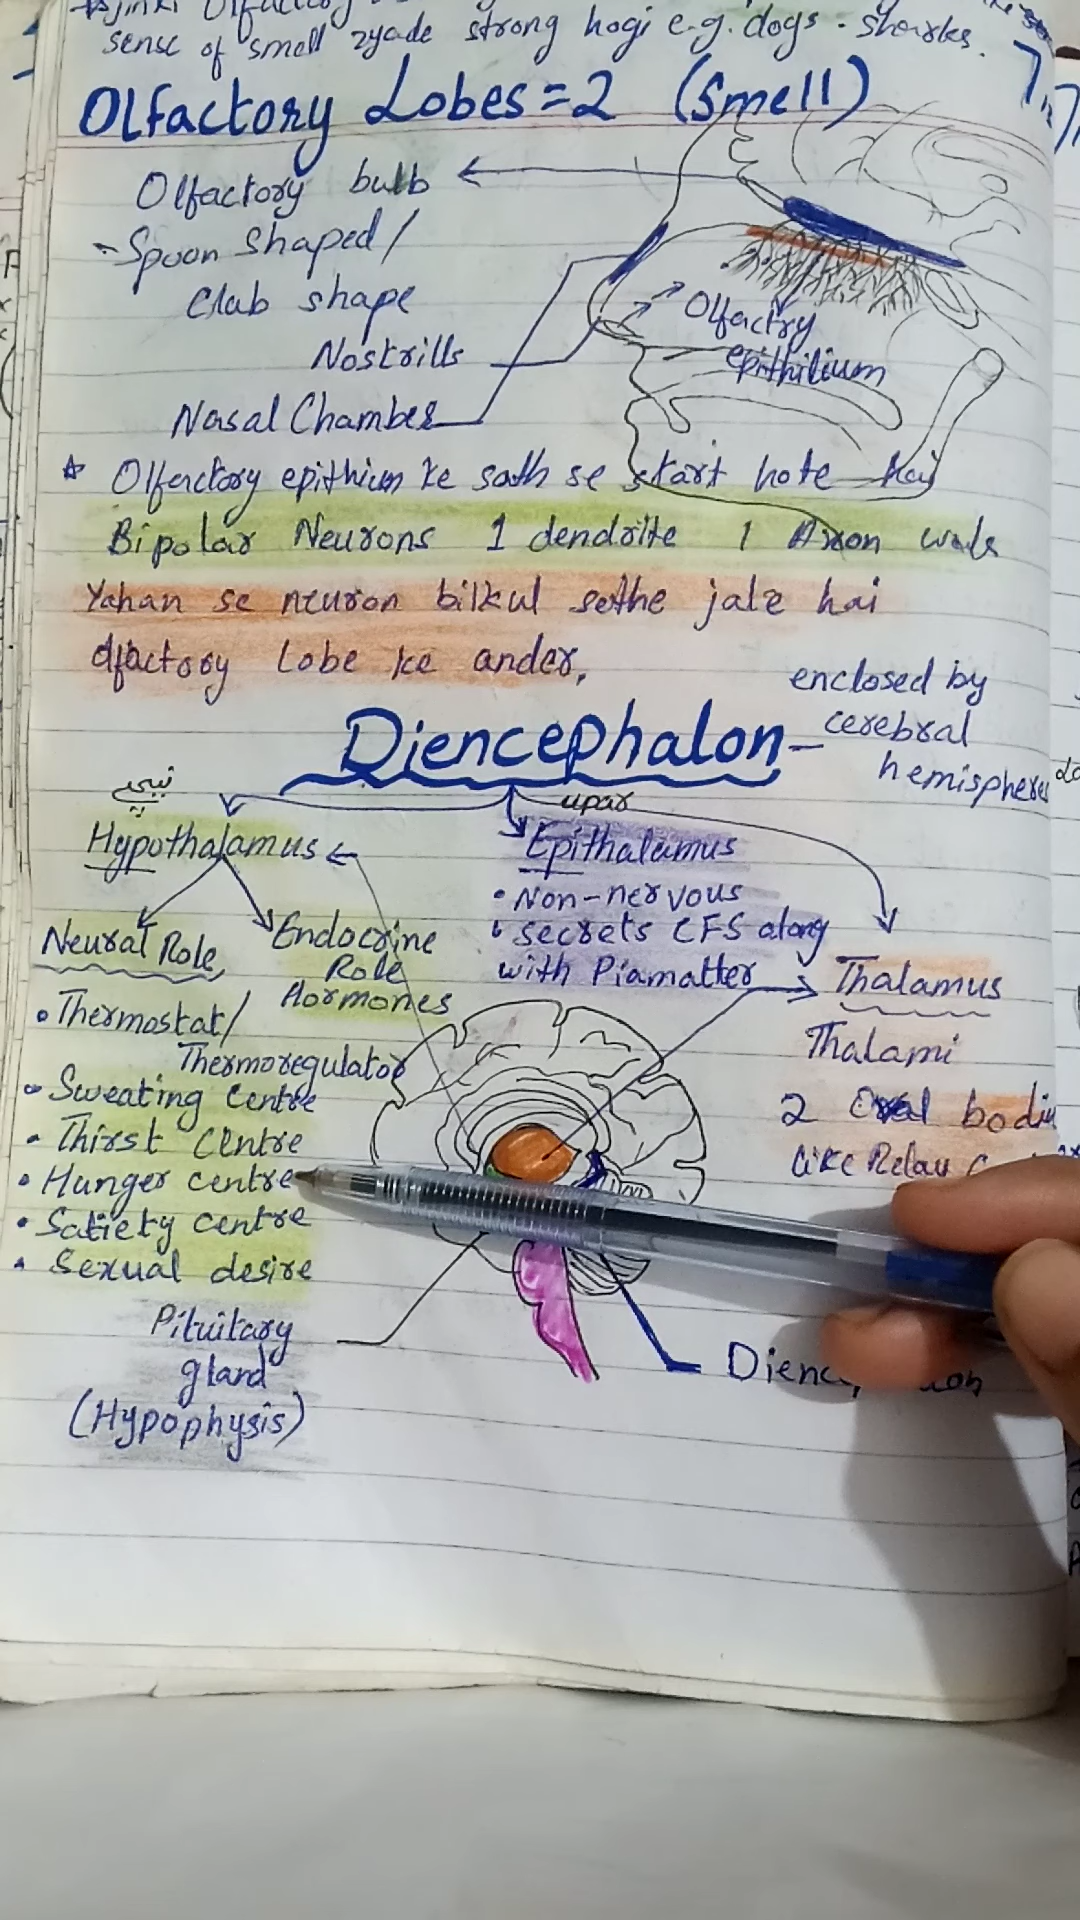 sense of smell zyade strong hogi e.g. dogs - sharks.
Olfactory Lobes = 2 (Smell)
Olfactory bulb
- Spoon shaped /
Club shape
Nostrills
Nasal Chamber
Olfactry
epithilium
Olfactory epithium ke sath se start hote hai
Bipolar Neurons 1 dendrite 1 Axon wale
Yahan se neuron bilkul sethe jate hai
olfactory Lobe ke ander,
Diencephalon -
enclosed by
cerebral
hemispheres
upar
Hypothalamus
Neural Role
Endocrine
Role
Hormones
• Thermostat/
Thermoregulator
• Sweating Centre
• Thirst Centre
• Hunger centre
• Satiety centre
• Sexual desire
Pituitary
gland
(Hypophysis)
Epithalamus
• Non-nervous
• secrets CFS along
with Piamatter
Thalamus
Thalami
2 Oval
like Relay